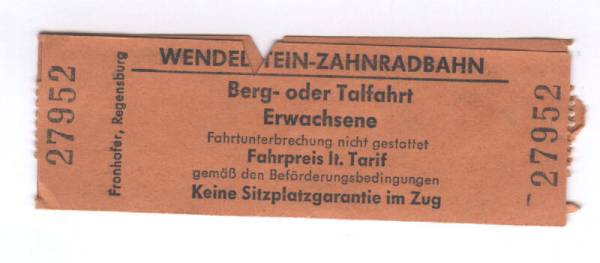 27952
Fronhofer, Regensburg
WENDEL TEIN-ZAHNRADBAHN
Berg- oder Talfahrt
Erwachsene
Fahrtunterbrechung nicht gestattet
Fahrpreis lt. Tarif
gemäß den Beförderungsbedingungen
Keine Sitzplatzgarantie im Zug
27952